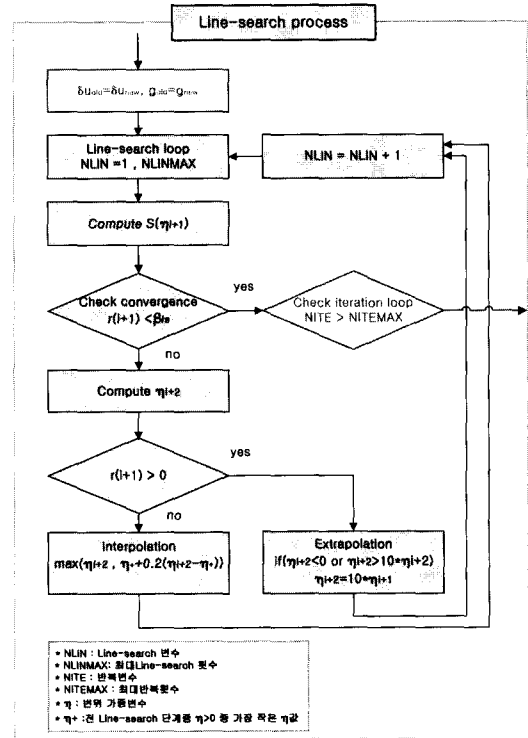 Line-search process
δuold=δunew, gold=gnew
Line-search loop
NLIN =1 , NLINMAX
NLIN = NLIN + 1
Compute S(ηi+1)
Check convergence
r(i+1) <βls
yes
Check iteration loop
NITE > NITEMAX
no
Compute ηi+2
r(i+1) > 0
yes
no
Interpolation
max(ηi+2 , η++0.2(ηi+2-η+))
Extrapolation
if(ηi+2<0 or ηi+2>10*ηi+2)
ηi+2=10*ηi+1
* NLIN : Line-search 변수
* NLINMAX: 최대Line-search 횟수
* NITE : 반복변수
* NITEMAX : 최대반복횟수
* η : 변위 가중변수
* η+ :전 Line-search 단계중 η>0 중 가장 작은 η값